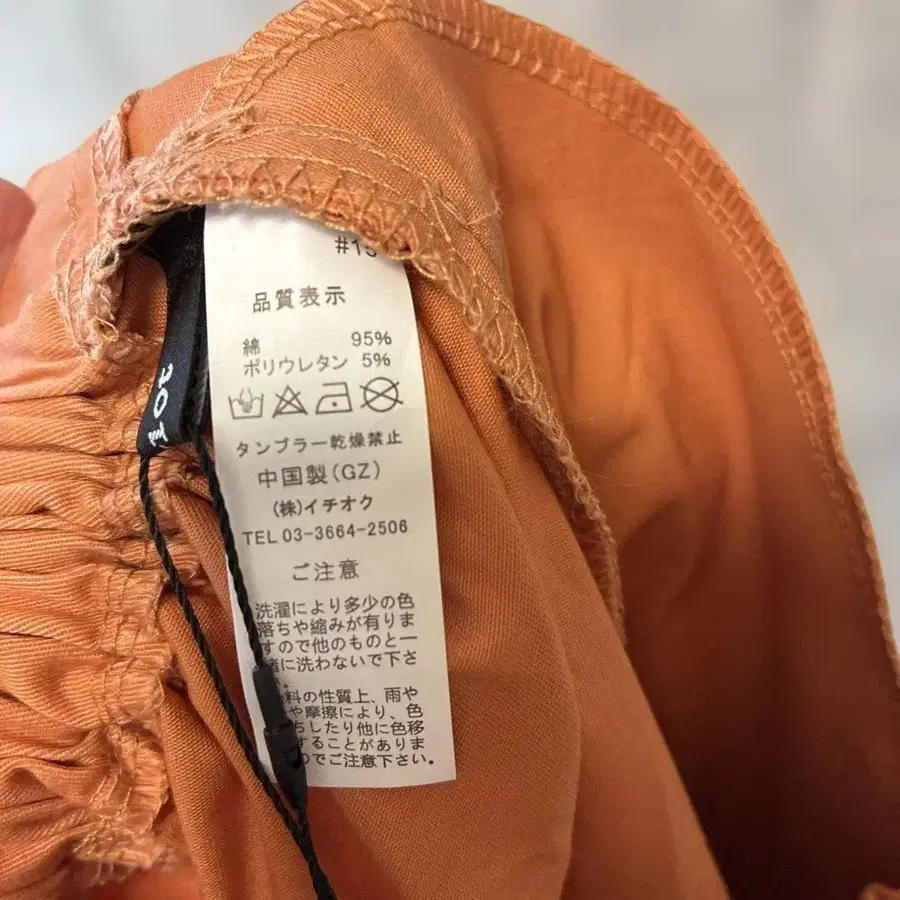 #15
品質表示
綿 95%
ポリウレタン 5%
タンブラー乾燥禁止
中国製(GZ)
(株)イチオク
TEL 03-3664-2506
ご注意
洗濯により多少の色
落ちや縮みが有りま
すので他のものと一
緒に洗わないで下さ
料の性質上、雨や
や摩擦により、色
ちしたり他に色移
することがありま
のでご注意下さい。